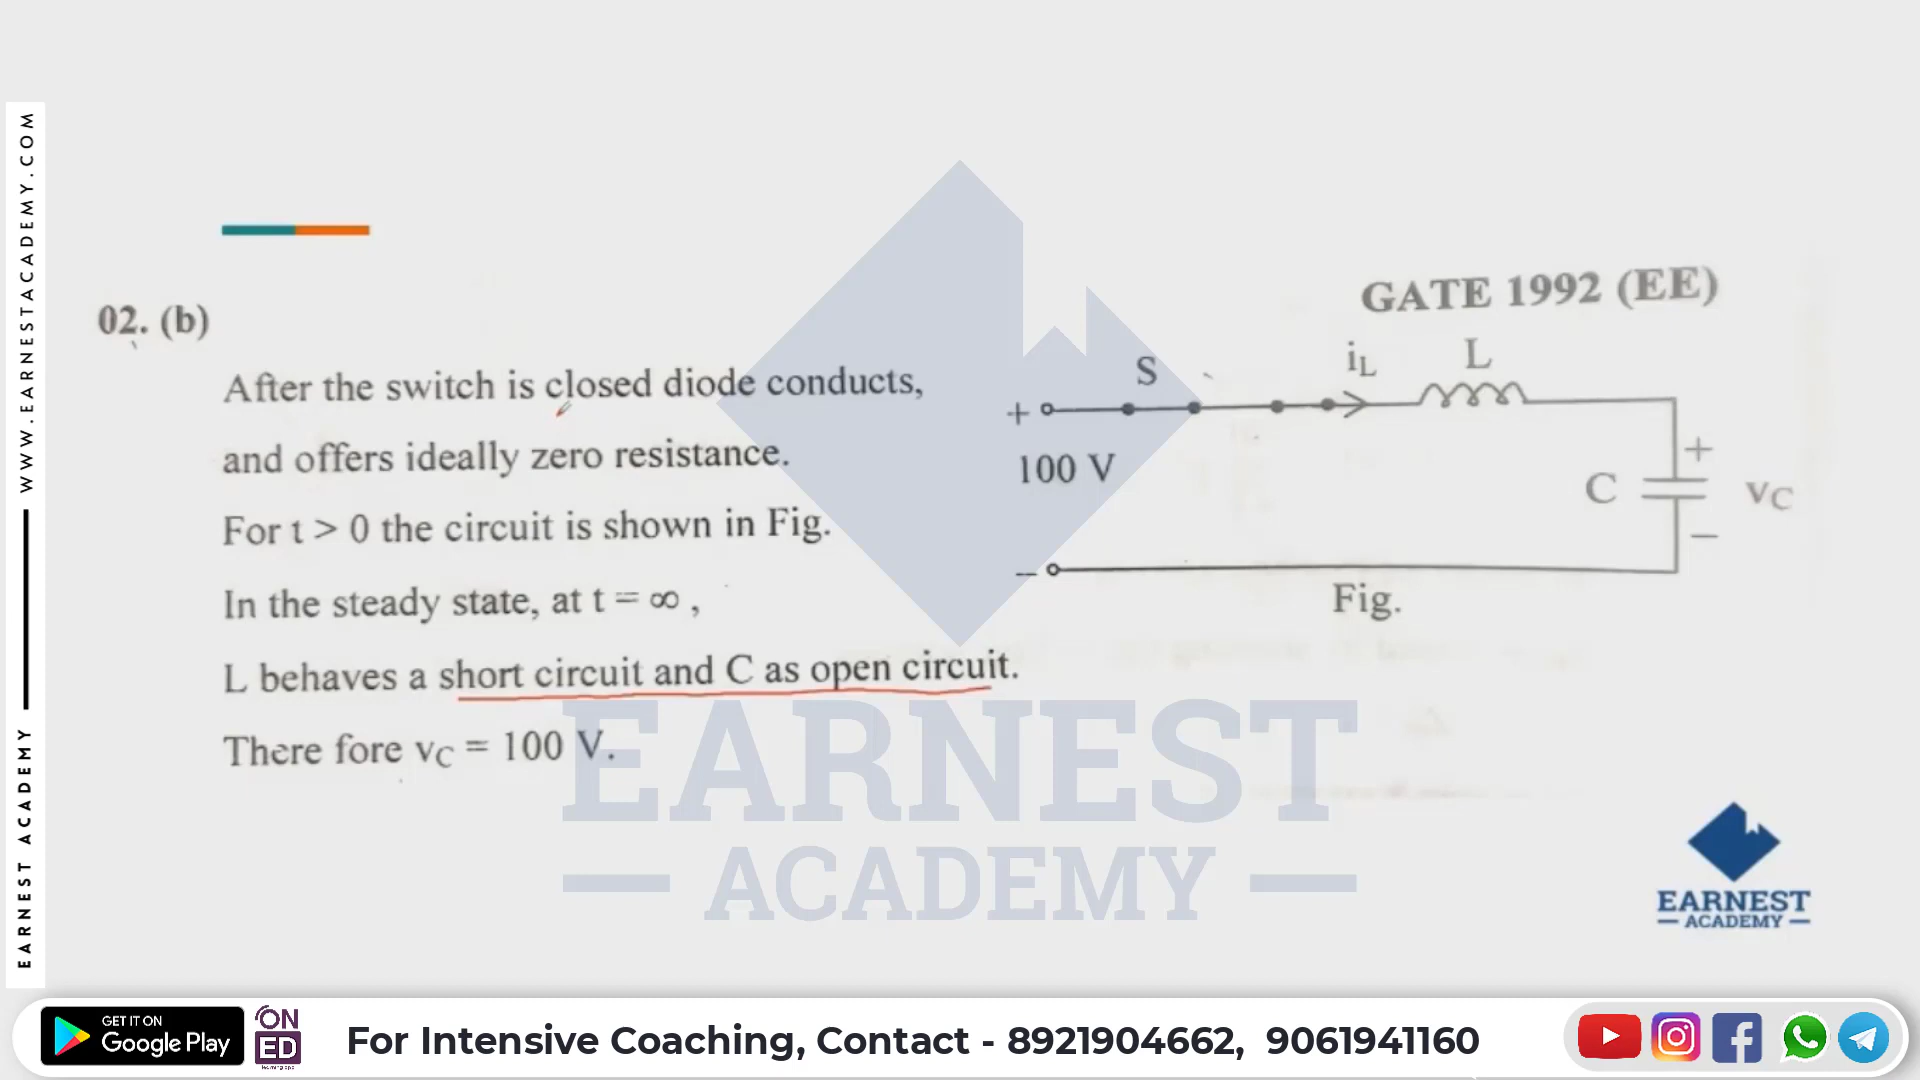 WWW.EARNESTACADEMY.COM
EARNEST ACADEMY
GATE 1992 (EE)
02. (b)
After the switch is closed diode conducts,
and offers ideally zero resistance.
For t > 0 the circuit is shown in Fig.
In the steady state, at t = ∞ ,
L behaves a short circuit and C as open circuit.
There fore vC = 100 V.
S
iL
L
+
100 V
C
+
vC
−
−
Fig.
EARNEST
ACADEMY
EARNEST
ACADEMY
GET IT ON
Google Play
ON
ED
For Intensive Coaching, Contact - 8921904662, 9061941160